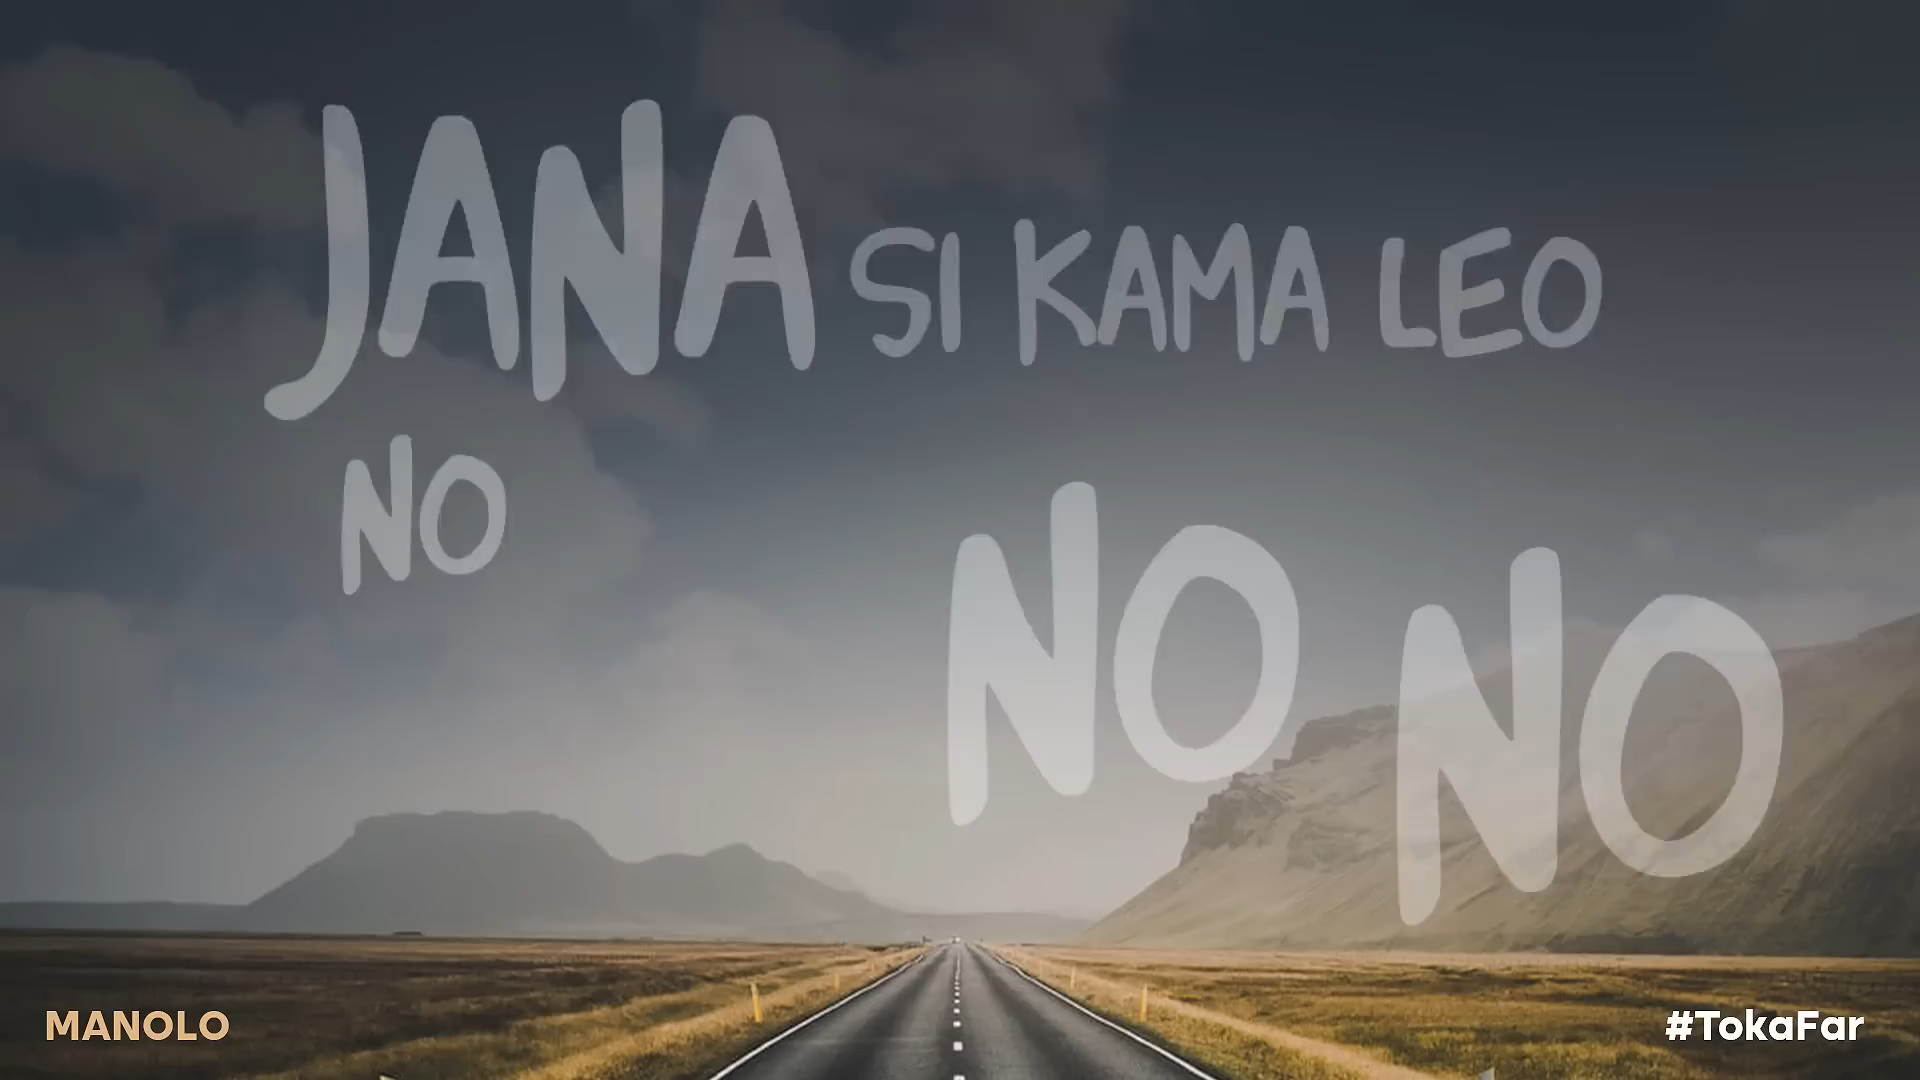 JANA SI KAMA LEO
NO
NO NO
MANOLO
#TokaFar